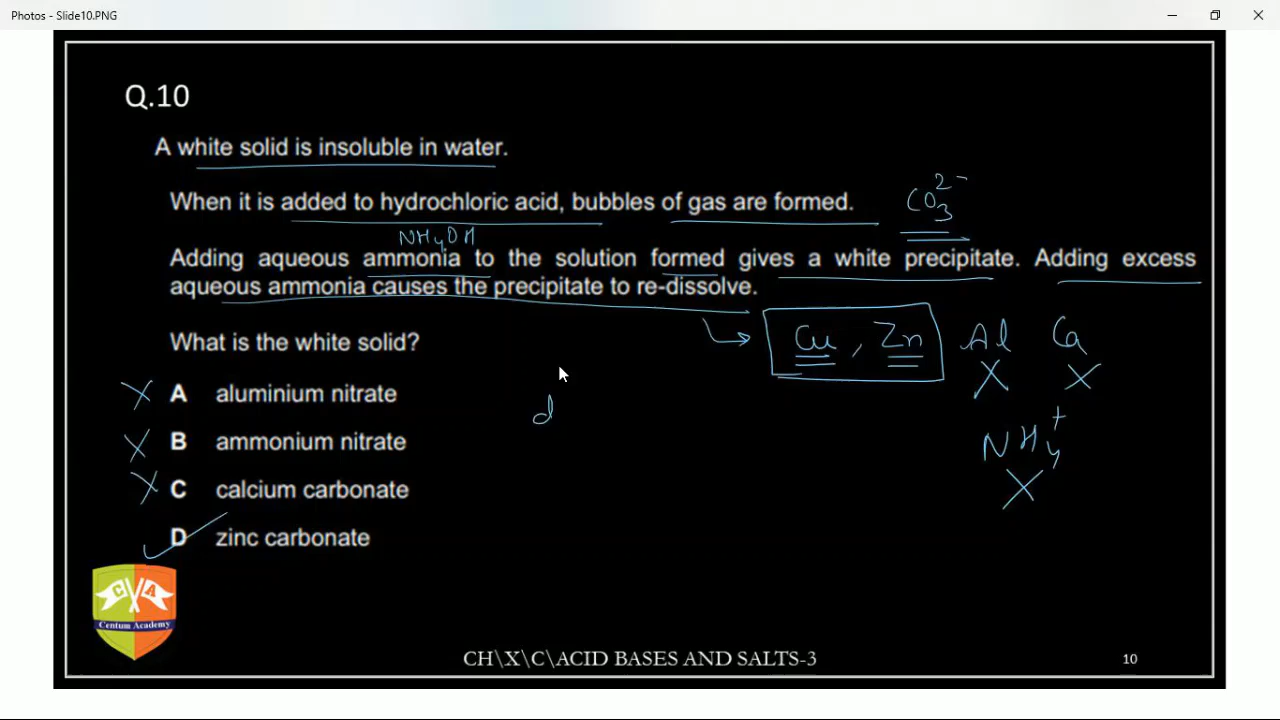 Photos - Slide10.PNG
Q.10
A white solid is insoluble in water.
When it is added to hydrochloric acid, bubbles of gas are formed.
CO₃²⁻
NH₄OH
Adding aqueous ammonia to the solution formed gives a white precipitate. Adding excess
aqueous ammonia causes the precipitate to re-dissolve.
Cu, Zn Al Ca
What is the white solid?
A aluminium nitrate
d
NH₄⁺
B ammonium nitrate
C calcium carbonate
D zinc carbonate
C A
Centum Academy
CH\X\C\ACID BASES AND SALTS-3
10